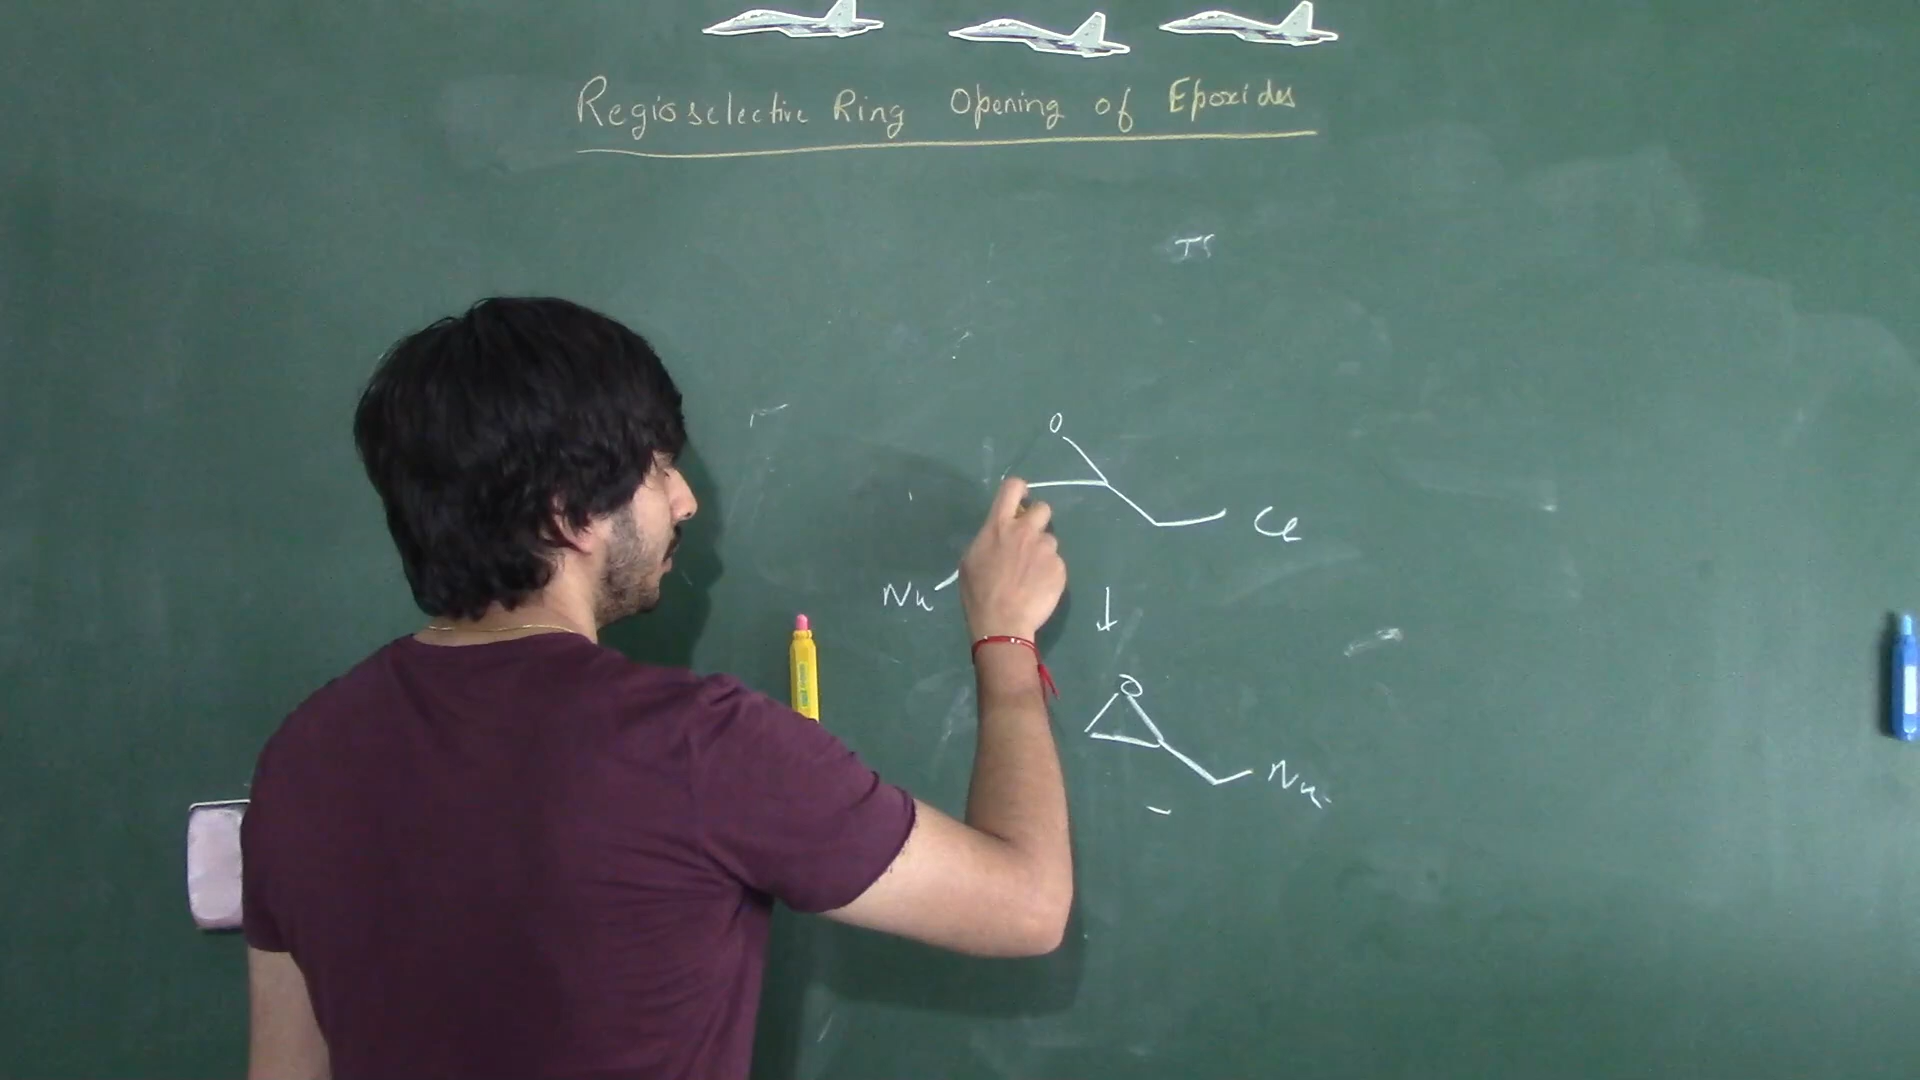 Regioselective Ring Opening of Epoxides
TS
O
Cl
Nu
O
Nu